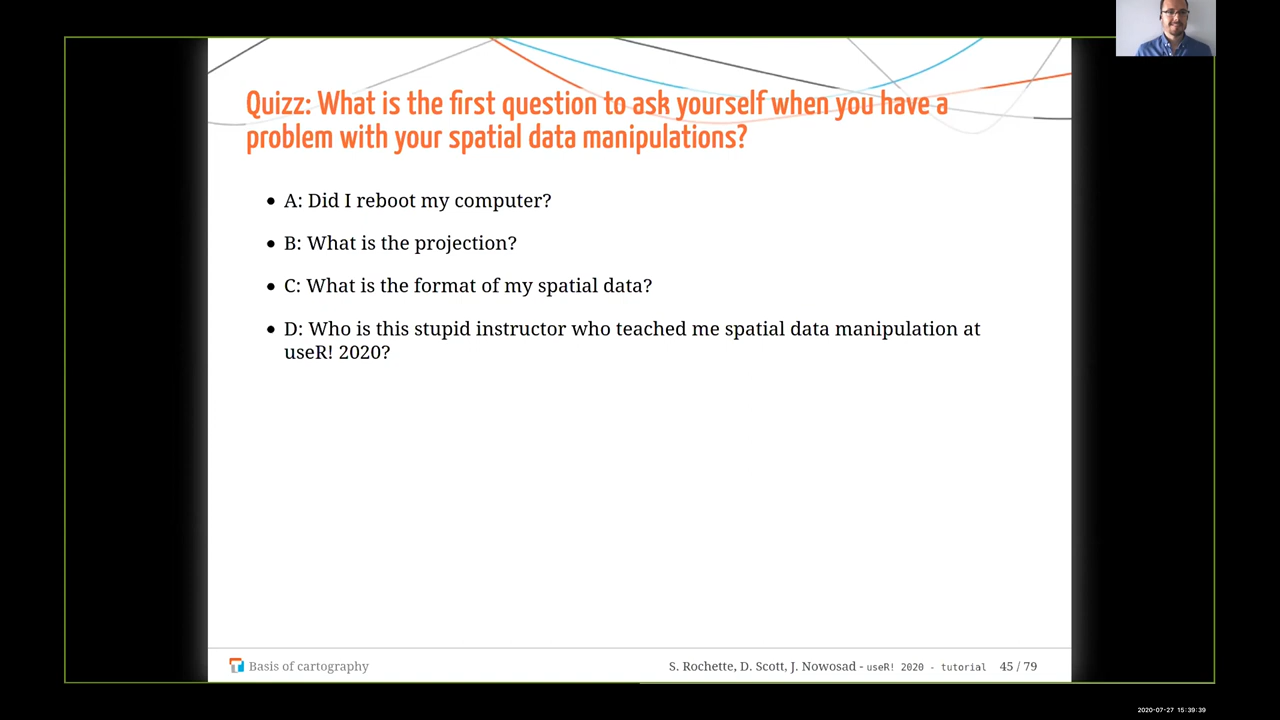 Quizz: What is the first question to ask yourself when you have a
problem with your spatial data manipulations?
• A: Did I reboot my computer?
• B: What is the projection?
• C: What is the format of my spatial data?
• D: Who is this stupid instructor who teached me spatial data manipulation at
useR! 2020?
Basis of cartography
S. Rochette, D. Scott, J. Nowosad - useR! 2020 - tutorial 45 / 79
2020-07-27 15:39:39